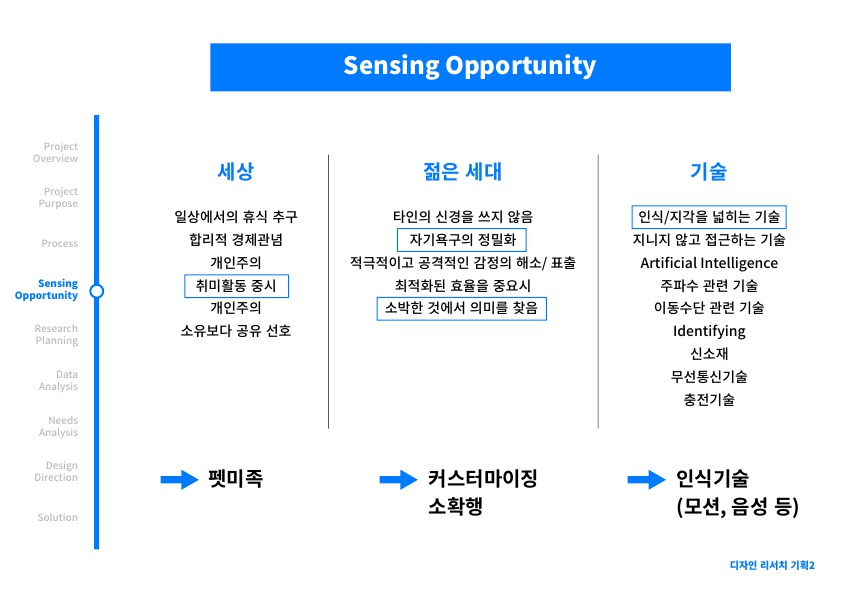 Sensing Opportunity
Project
Overview
Project
Purpose
Process
Sensing
Opportunity
Research
Planning
Data
Analysis
Needs
Analysis
Design
Direction
Solution
세상
일상에서의 휴식 추구
합리적 경제관념
개인주의
취미활동 중시
개인주의
소유보다 공유 선호
펫미족
젊은 세대
타인의 신경을 쓰지 않음
자기욕구의 정밀화
적극적이고 공격적인 감정의 해소/ 표출
최적화된 효율을 중요시
소박한 것에서 의미를 찾음
커스터마이징
소확행
기술
인식/지각을 넓히는 기술
지니지 않고 접근하는 기술
Artificial Intelligence
주파수 관련 기술
이동수단 관련 기술
Identifying
신소재
무선통신기술
충전기술
인식기술
(모션, 음성 등)
디자인 리서치 기획2